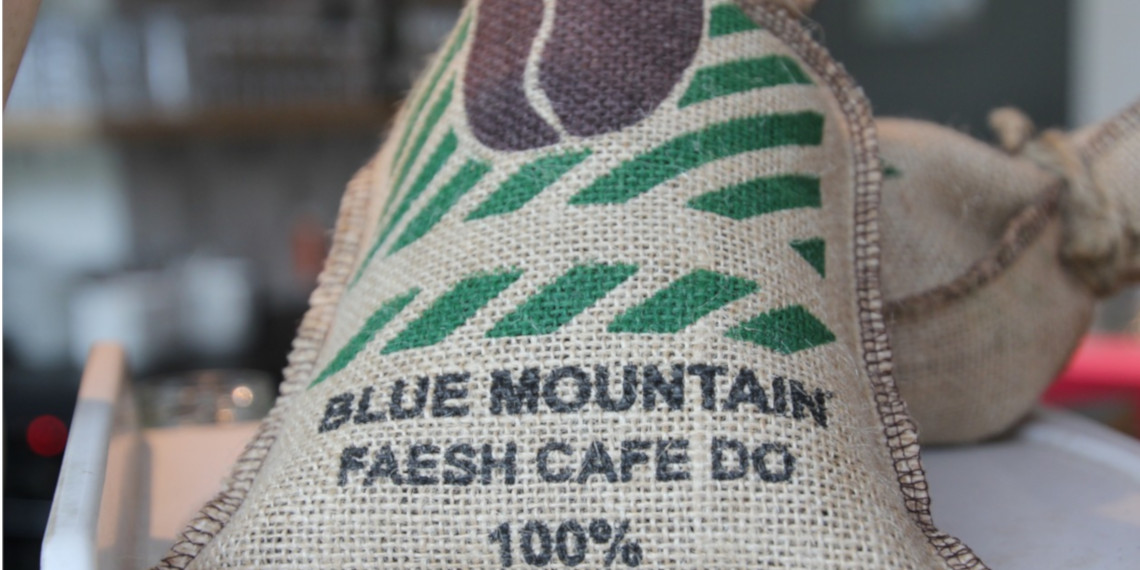 BLUE MOUNTAIN
FAESH CAFE DO
100%